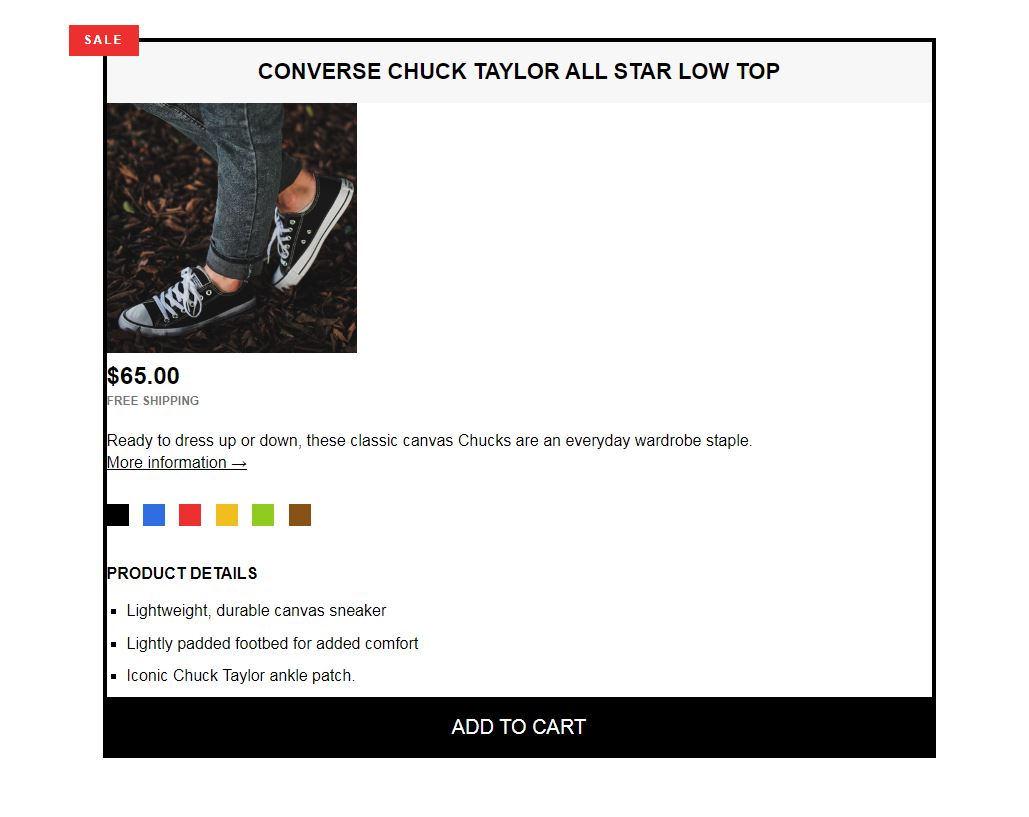 SALE
CONVERSE CHUCK TAYLOR ALL STAR LOW TOP
$65.00
FREE SHIPPING
Ready to dress up or down, these classic canvas Chucks are an everyday wardrobe staple.
More information →
PRODUCT DETAILS
▪ Lightweight, durable canvas sneaker
▪ Lightly padded footbed for added comfort
▪ Iconic Chuck Taylor ankle patch.
ADD TO CART